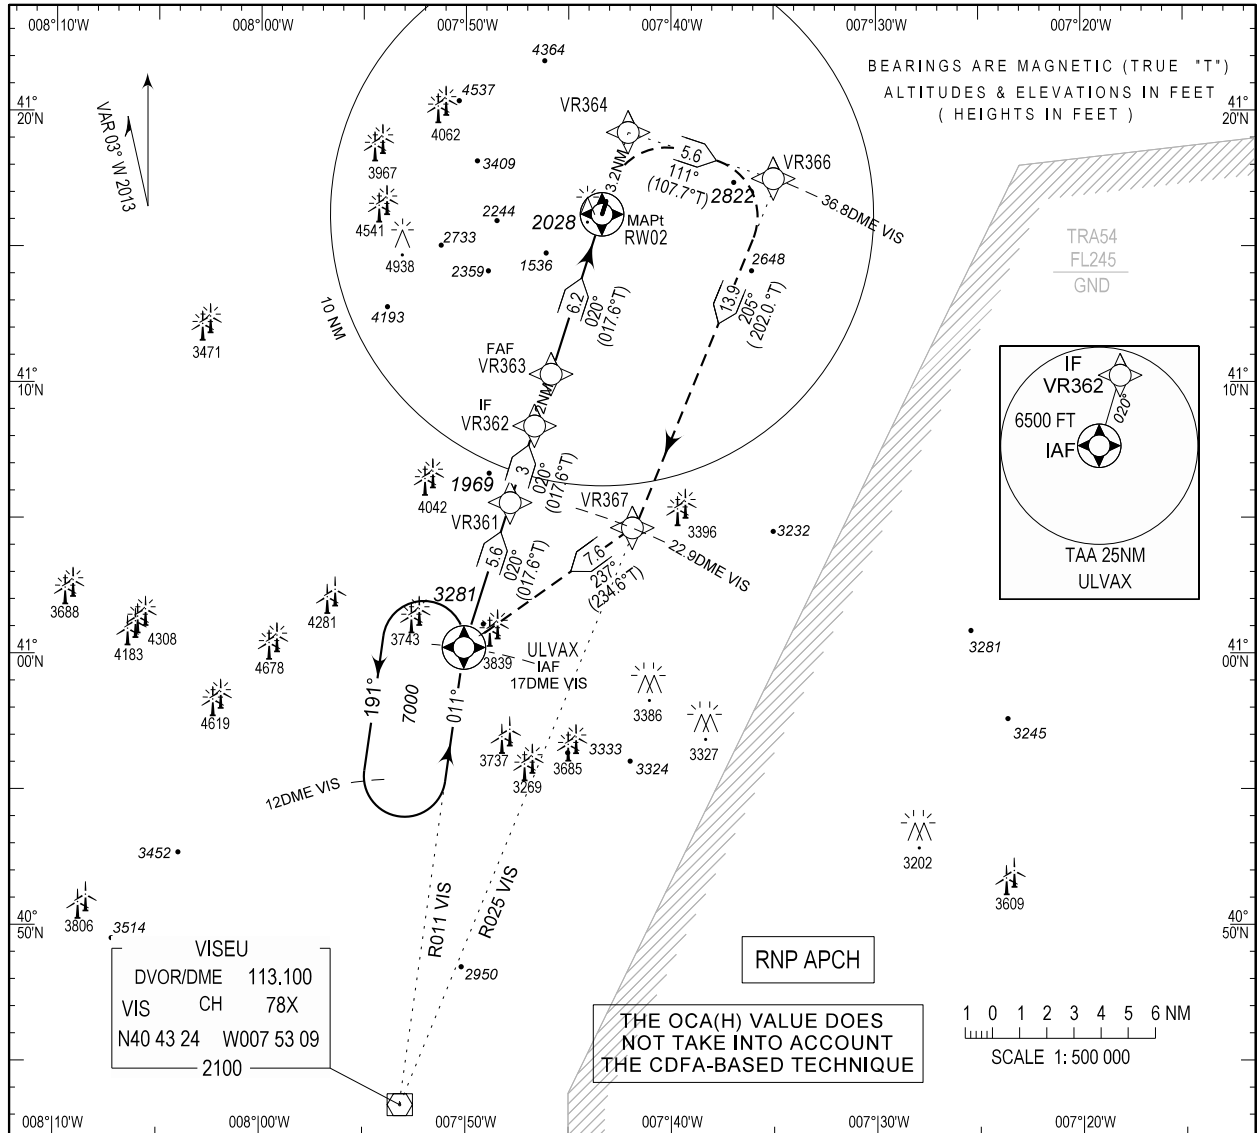 008°10'W
008°00'W
007°50'W
007°40'W
007°30'W
007°20'W
BEARINGS ARE MAGNETIC (TRUE "T")
ALTITUDES & ELEVATIONS IN FEET
( HEIGHTS IN FEET )
4364
4537
4062
VR364
41°
20'N
41°
20'N
VAR 03° W 2013
3967
3409
3.2NM
5.6
111°
(107.7°T)
VR366
36.8DME VIS
2822
4541
2244
2028
MAPt
RW02
4938
2733
2359
1536
2648
TRA54
FL245
GND
10 NM
4193
6.2
020°
(017.6°T)
13.9
205°
( 202.0.°T)
3471
FAF
VR363
41°
10'N
41°
10'N
IF
VR362
2NM
IF
VR362
020°
6500 FT
IAF
TAA 25NM
ULVAX
4042
1969
3
020°
(017.6°T)
VR361
VR367
3396
3232
22.9DME VIS
5.6
020°
(017.6°T)
7.6
237°
(234.6°T)
3688
4308
4183
4281
4678
3743
3281
3839
ULVAX
IAF
17DME VIS
3281
41°
00'N
41°
00'N
4619
191°
7000
011°
3386
3327
3245
3737
3269
3685
3333
3324
12DME VIS
3452
3202
3609
3806
3514
40°
50'N
40°
50'N
R011 VIS
R025 VIS
2950
VISEU
DVOR/DME 113.100
VIS CH 78X
N40 43 24 W007 53 09
2100
RNP APCH
THE OCA(H) VALUE DOES
NOT TAKE INTO ACCOUNT
THE CDFA-BASED TECHNIQUE
1 0 1 2 3 4 5 6 NM
SCALE 1: 500 000
008°10'W
008°00'W
007°50'W
007°40'W
007°30'W
007°20'W